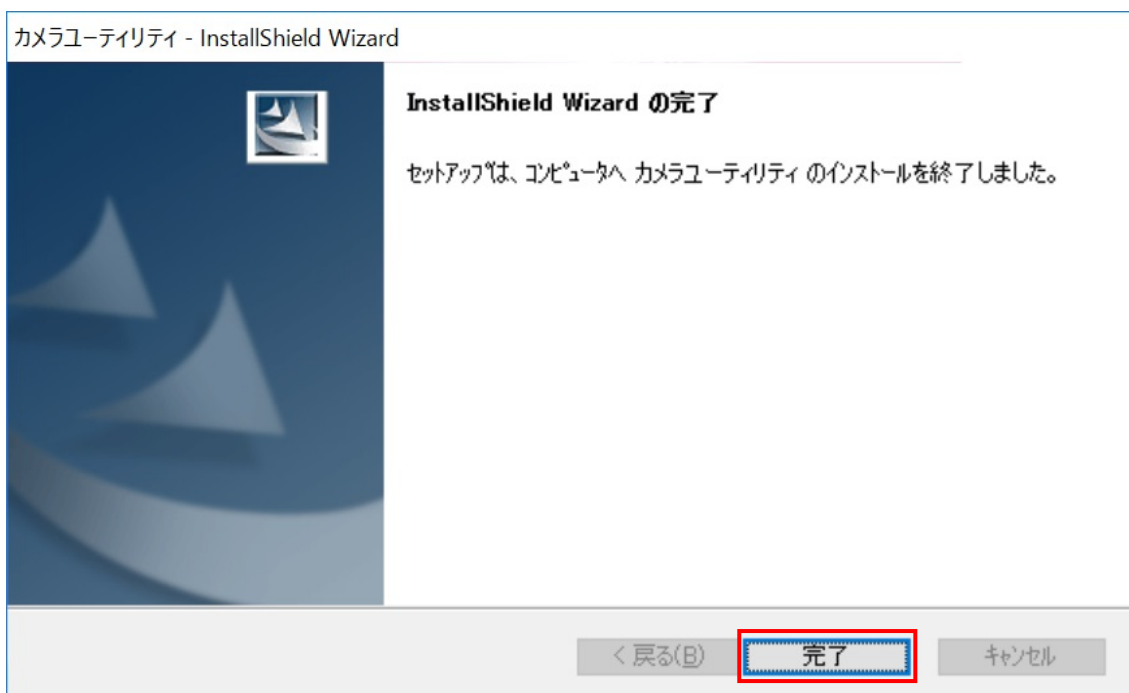 カメラユーティリティ - InstallShield Wizard
InstallShield Wizard の完了
セットアップは、コンピュータへ カメラユーティリティ のインストールを終了しました。
< 戻る(B)
完了
キャンセル